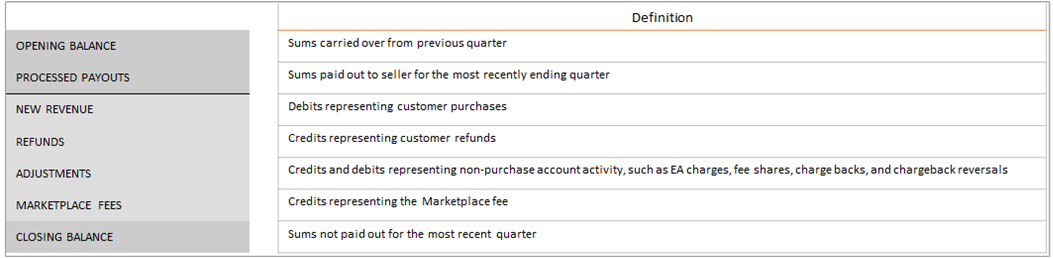 Definition
OPENING BALANCE Sums carried over from previous quarter
PROCESSED PAYOUTS Sums paid out to seller for the most recently ending quarter
NEW REVENUE Debits representing customer purchases
REFUNDS Credits representing customer refunds
ADJUSTMENTS Credits and debits representing non-purchase account activity, such as EA charges, fee shares, charge backs, and chargeback reversals
MARKETPLACE FEES Credits representing the Marketplace fee
CLOSING BALANCE Sums not paid out for the most recent quarter